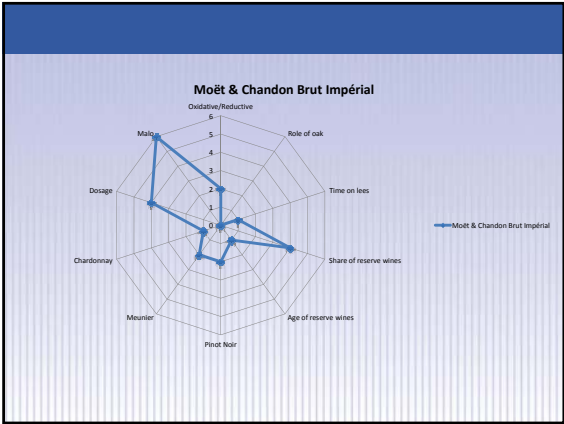 Moët & Chandon Brut Impérial
Oxidative/Reductive
6
Malo
Role of oak
5
4
3
Dosage
Time on lees
2
1
0
Moët & Chandon Brut Impérial
Chardonnay
Share of reserve wines
Meunier
Age of reserve wines
Pinot Noir